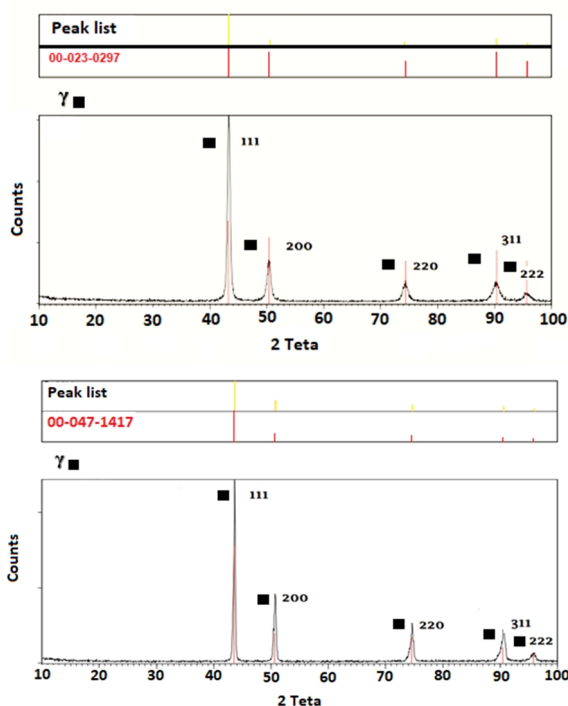 Peak list
00-023-0297
γ ■
Counts
■ 111
■ 200
■ 220
■ 311
■ 222
10 20 30 40 50 60 70 80 90 100
2 Teta
Peak list
00-047-1417
γ ■
Counts
■ 111
■ 200
■ 220
■ 311
■ 222
10 20 30 40 50 60 70 80 90 100
2 Teta